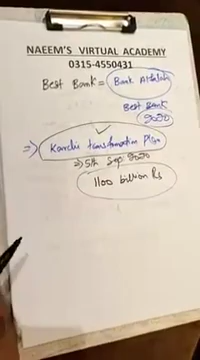 NAEEM'S VIRTUAL ACADEMY
0315-4550431
Best Bank = Bank Alfalah
Best Bank
2020
⇒ Karachi transformation Plan
⇒ 5th Sep 2020
1100 billion Rs